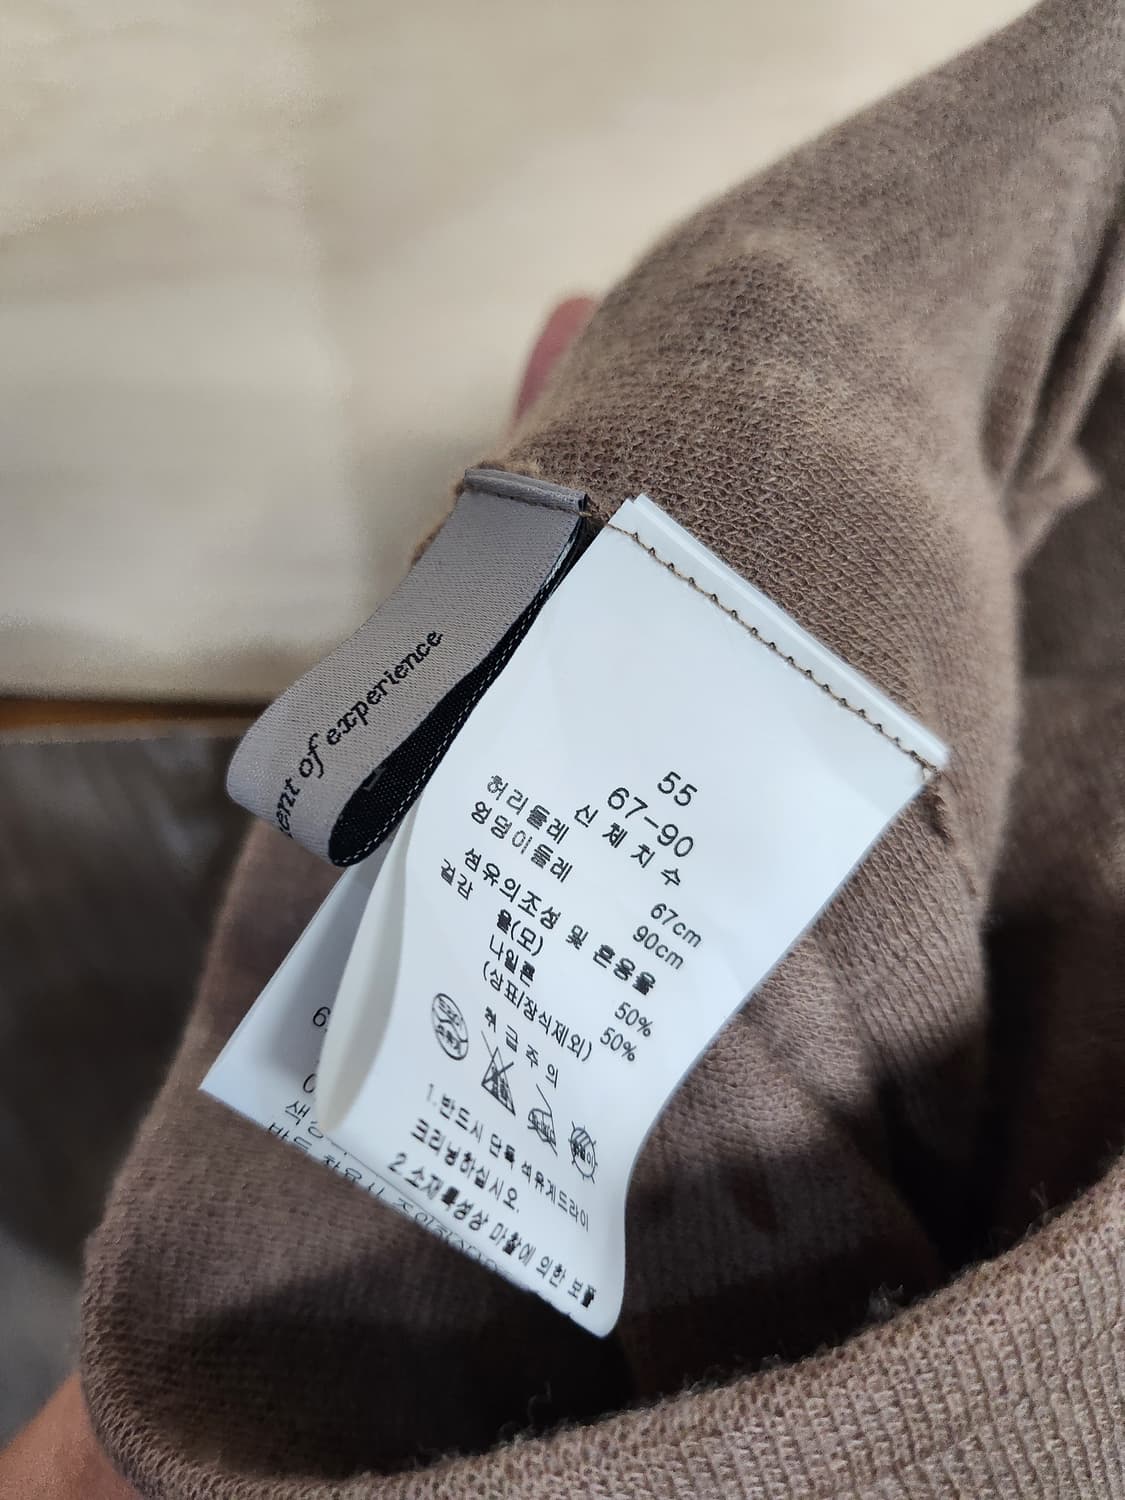 ent of experience
55
67-90
신 체 치 수
허리둘레 67cm
엉덩이둘레 90cm
섬유의조성 및 혼용율
겉감
울(모) 50%
나일론 50%
(상표/장식제외)
취 급 주 의
1.반드시 단독 석유계드라이
크리닝하십시오.
2.소재특성상 마찰에 의한 보풀